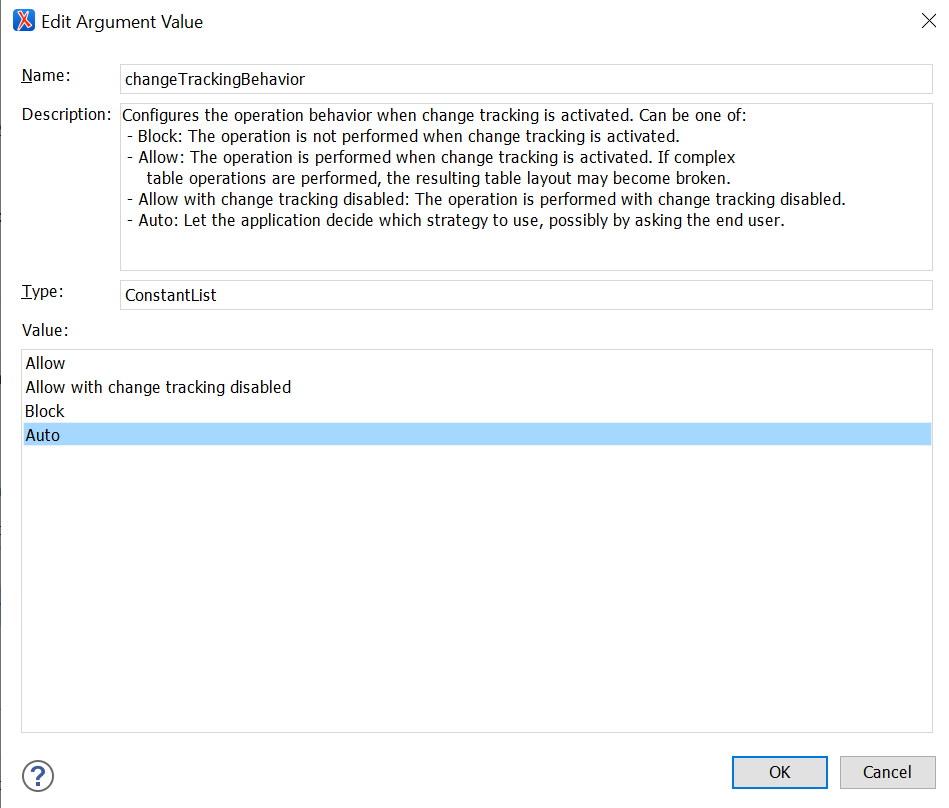 Edit Argument Value
Name:
changeTrackingBehavior
Description:
Configures the operation behavior when change tracking is activated. Can be one of:
- Block: The operation is not performed when change tracking is activated.
- Allow: The operation is performed when change tracking is activated. If complex
table operations are performed, the resulting table layout may become broken.
- Allow with change tracking disabled: The operation is performed with change tracking disabled.
- Auto: Let the application decide which strategy to use, possibly by asking the end user.
Type:
ConstantList
Value:
Allow
Allow with change tracking disabled
Block
Auto
?
OK
Cancel